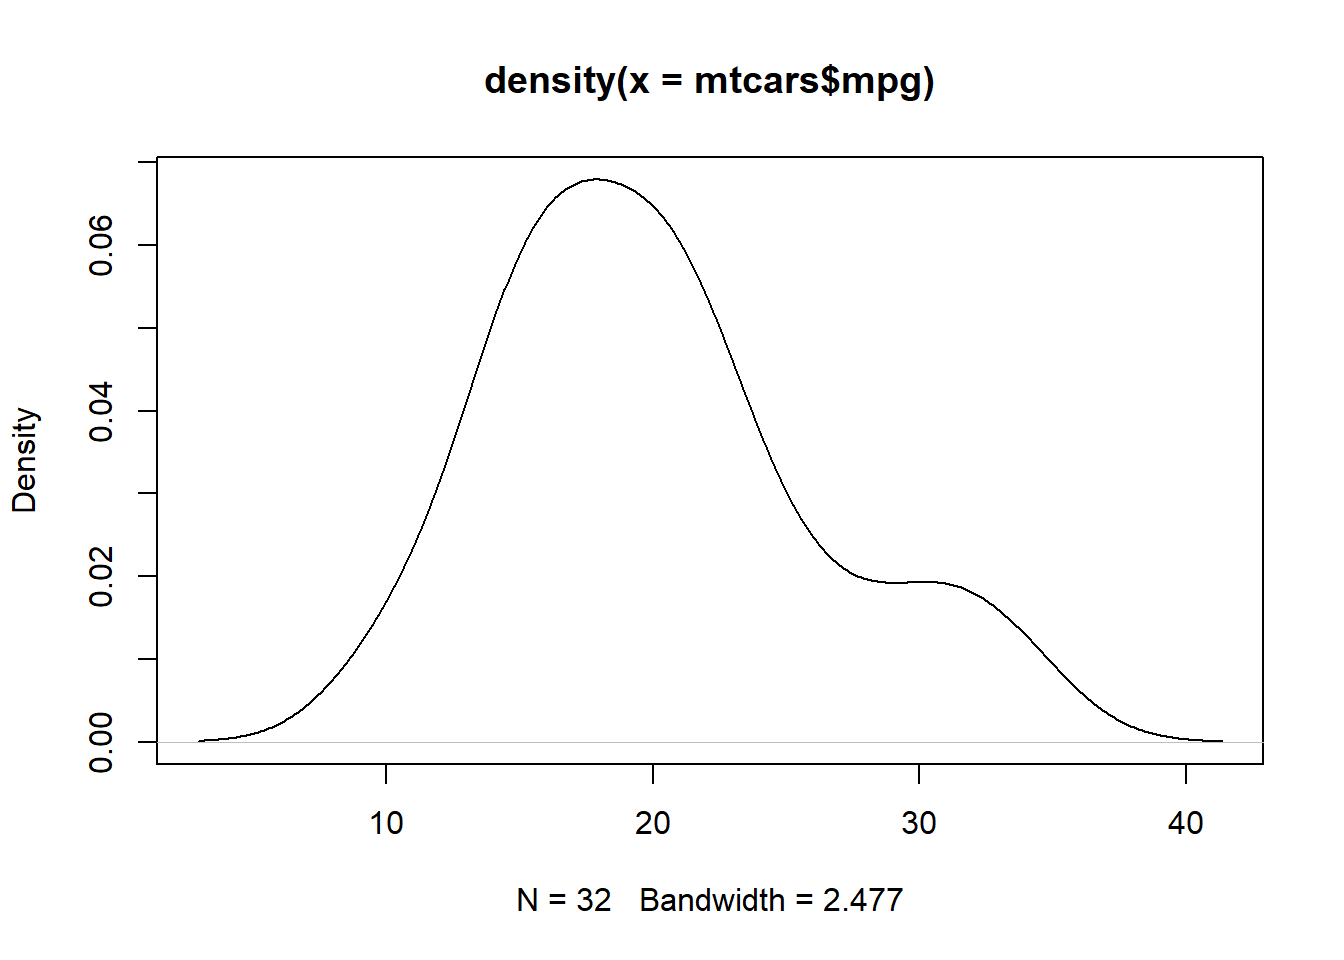 density(x = mtcars$mpg)
Density
0.06
0.04
0.02
0.00
10 20 30 40
N = 32 Bandwidth = 2.477